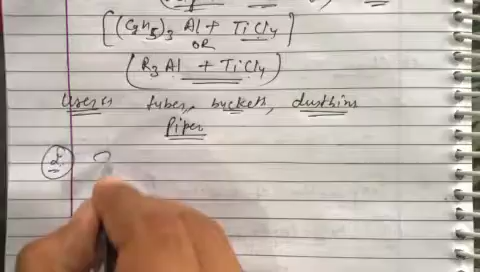 [(C2H5)3 Al + TiCl4]
OR
(R3 Al + TiCl4)
Uses:- tubes, buckets, dustbins
Pipes